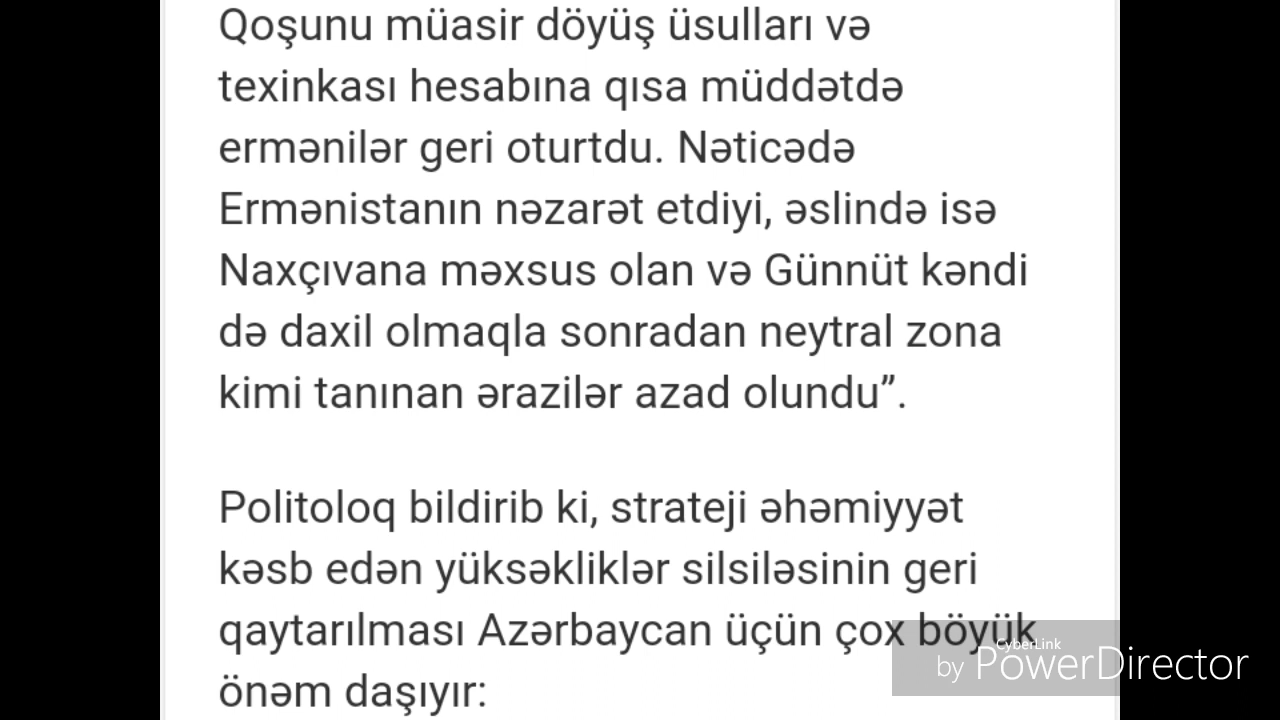 Qoşunu müasir döyüş üsulları və
texinkası hesabına qısa müddətdə
ermənilər geri oturtdu. Nəticədə
Ermənistanın nəzarət etdiyi, əslində isə
Naxçıvana məxsus olan və Günnüt kəndi
də daxil olmaqla sonradan neytral zona
kimi tanınan ərazilər azad olundu”.
Politoloq bildirib ki, strateji əhəmiyyət
kəsb edən yüksəkliklər silsiləsinin geri
qaytarılması Azərbaycan üçün çox böyük
önəm daşıyır:
CyberLink
by PowerDirector